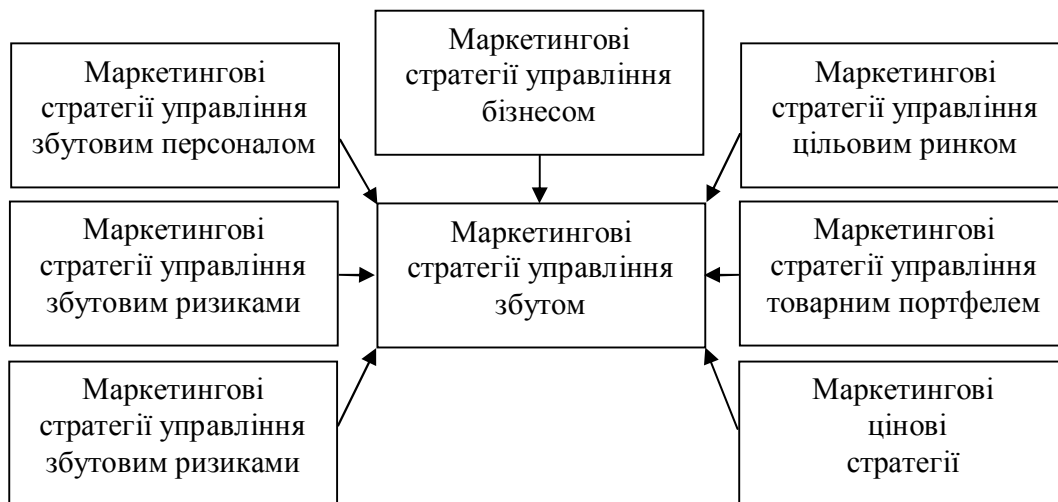 Маркетингові
стратегії управління
збутовим персоналом
Маркетингові
стратегії управління
бізнесом
Маркетингові
стратегії управління
цільовим ринком
Маркетингові
стратегії управління
збутовим ризиками
Маркетингові
стратегії управління
збутом
Маркетингові
стратегії управління
товарним портфелем
Маркетингові
стратегії управління
збутовим ризиками
Маркетингові
цінові
стратегії